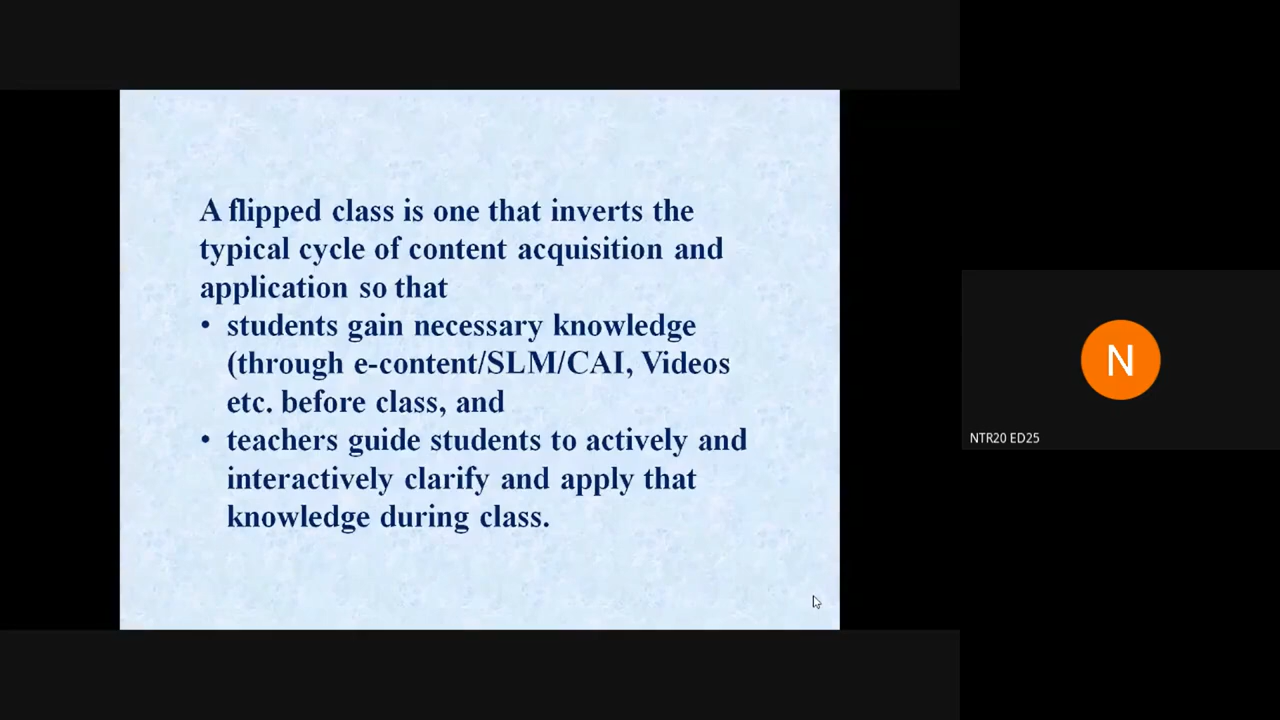 A flipped class is one that inverts the
typical cycle of content acquisition and
application so that
• students gain necessary knowledge
(through e-content/SLM/CAI, Videos
etc. before class, and
• teachers guide students to actively and
interactively clarify and apply that
knowledge during class.
N
NTR20 ED25